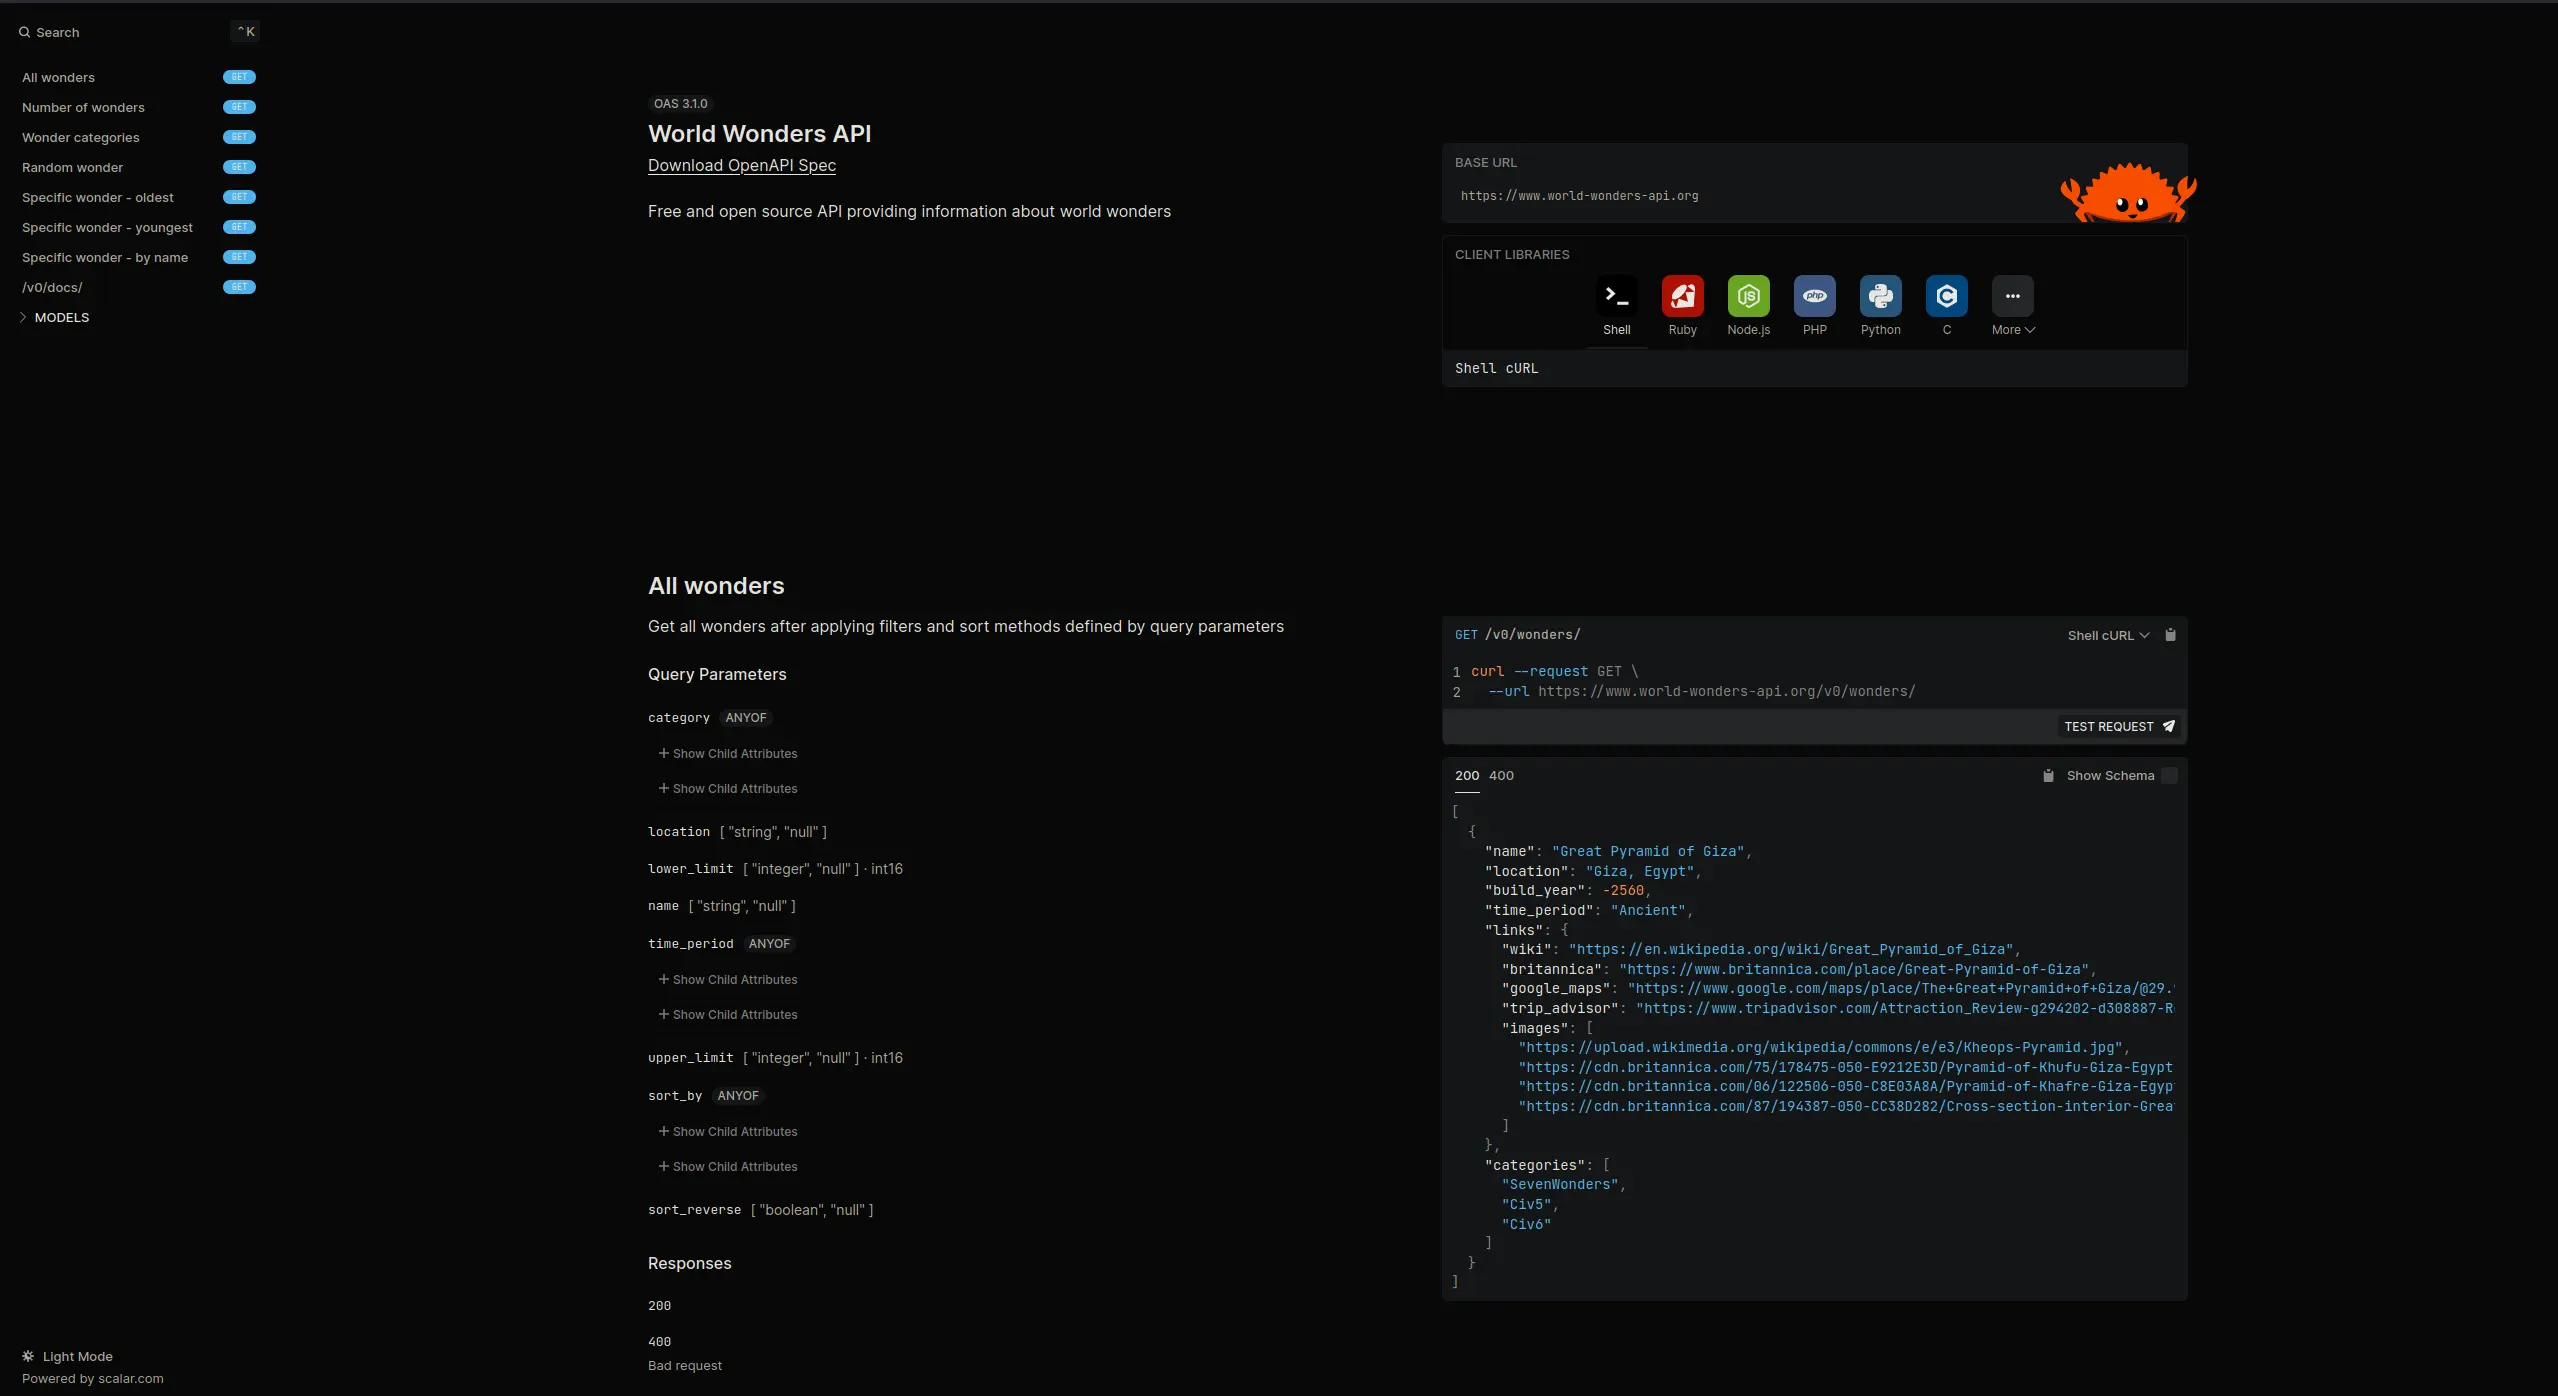 Search
⌃K
All wonders GET
Number of wonders GET
Wonder categories GET
Random wonder GET
Specific wonder - oldest GET
Specific wonder - youngest GET
Specific wonder - by name GET
/v0/docs/ GET
MODELS
Light Mode
Powered by scalar.com
OAS 3.1.0
World Wonders API
Download OpenAPI Spec
Free and open source API providing information about world wonders
BASE URL
https://www.world-wonders-api.org
CLIENT LIBRARIES
JS php C
Shell Ruby Node.js PHP Python C More
Shell cURL
All wonders
Get all wonders after applying filters and sort methods defined by query parameters
Query Parameters
category ANYOF
Show Child Attributes
Show Child Attributes
location [ "string", "null" ]
lower_limit [ "integer", "null" ] · int16
name [ "string", "null" ]
time_period ANYOF
Show Child Attributes
Show Child Attributes
upper_limit [ "integer", "null" ] · int16
sort_by ANYOF
Show Child Attributes
Show Child Attributes
sort_reverse [ "boolean", "null" ]
Responses
200
400
Bad request
GET /v0/wonders/ Shell cURL
1 curl --request GET \
2 --url https://www.world-wonders-api.org/v0/wonders/
TEST REQUEST
200 400 Show Schema
[
{
"name": "Great Pyramid of Giza",
"location": "Giza, Egypt",
"build_year": -2560,
"time_period": "Ancient",
"links": {
"wiki": "https://en.wikipedia.org/wiki/Great_Pyramid_of_Giza",
"britannica": "https://www.britannica.com/place/Great-Pyramid-of-Giza",
"google_maps": "https://www.google.com/maps/place/The+Great+Pyramid+of+Giza/@29.
"trip_advisor": "https://www.tripadvisor.com/Attraction_Review-g294202-d308887-R
"images": [
"https://upload.wikimedia.org/wikipedia/commons/e/e3/Kheops-Pyramid.jpg",
"https://cdn.britannica.com/75/178475-050-E9212E3D/Pyramid-of-Khufu-Giza-Egypt
"https://cdn.britannica.com/06/122506-050-C8E03A8A/Pyramid-of-Khafre-Giza-Egyp
"https://cdn.britannica.com/87/194387-050-CC38D282/Cross-section-interior-Grea
]
},
"categories": [
"SevenWonders",
"Civ5",
"Civ6"
]
}
]